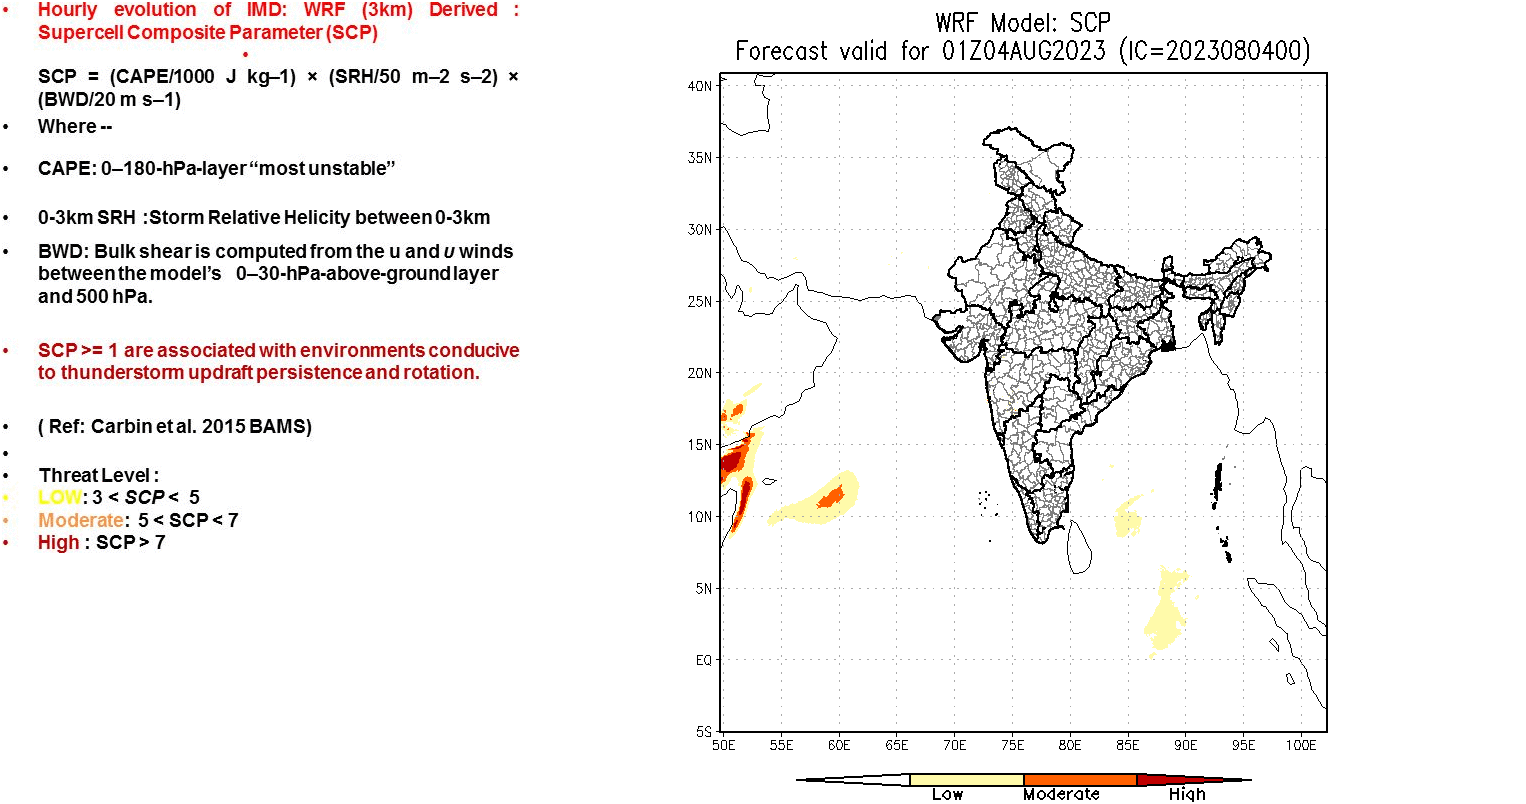 • Hourly evolution of IMD: WRF (3km) Derived :
Supercell Composite Parameter (SCP)
•
SCP = (CAPE/1000 J kg–1) × (SRH/50 m–2 s–2) ×
(BWD/20 m s–1)
• Where --
• CAPE: 0–180-hPa-layer “most unstable”
• 0-3km SRH :Storm Relative Helicity between 0-3km
• BWD: Bulk shear is computed from the u and υ winds
between the model’s 0–30-hPa-above-ground layer
and 500 hPa.
• SCP >= 1 are associated with environments conducive
to thunderstorm updraft persistence and rotation.
• ( Ref: Carbin et al. 2015 BAMS)
•
• Threat Level :
• LOW: 3 < SCP < 5
• Moderate: 5 < SCP < 7
• High : SCP > 7
WRF Model: SCP
Forecast valid for 01Z04AUG2023 (IC=2023080400)
40N
35N
30N
25N
20N
15N
10N
5N
EQ
5S
50E 55E 60E 65E 70E 75E 80E 85E 90E 95E 100E
Low Moderate High